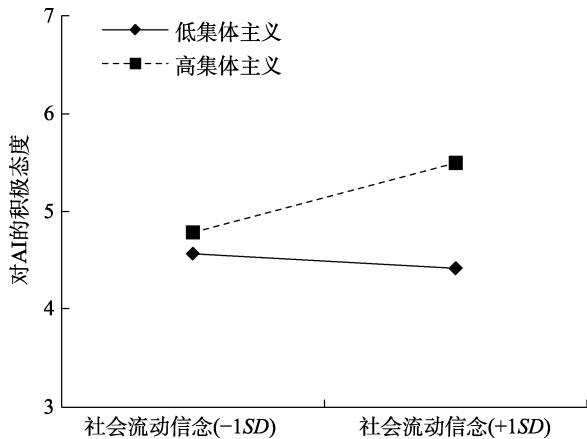 7
低集体主义
高集体主义
6
对AI的积极态度
5
4
3
社会流动信念(−1SD)
社会流动信念(+1SD)